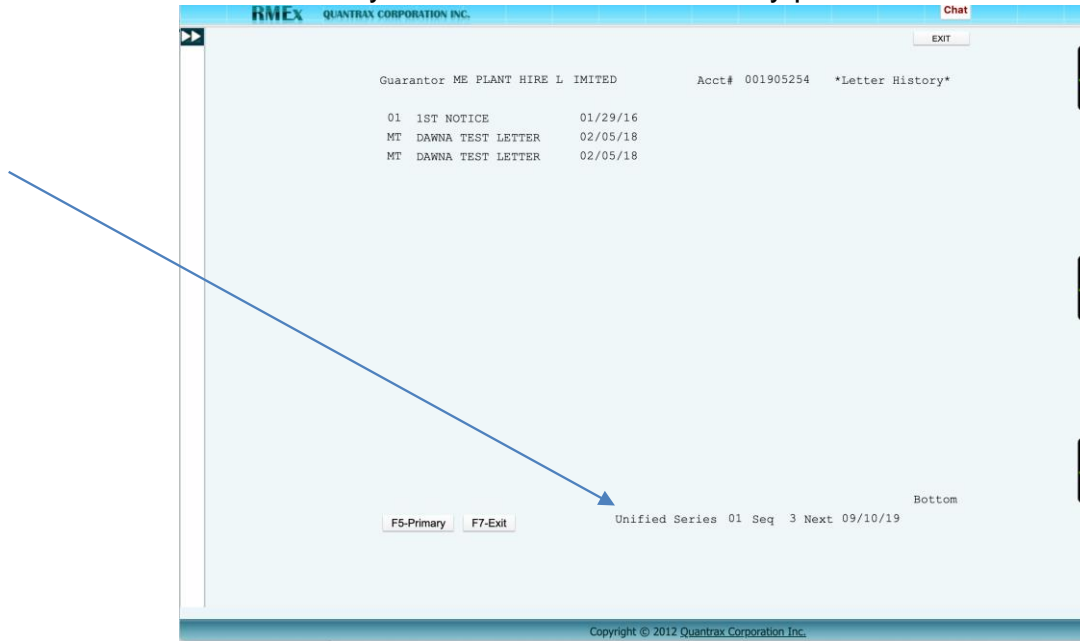 RMEx QUANTRAX CORPORATION INC. Chat
EXIT
Guarantor ME PLANT HIRE L IMITED Acct# 001905254 *Letter History*
01 1ST NOTICE 01/29/16
MT DAWNA TEST LETTER 02/05/18
MT DAWNA TEST LETTER 02/05/18
Bottom
F5-Primary F7-Exit Unified Series 01 Seq 3 Next 09/10/19
Copyright © 2012 Quantrax Corporation Inc.